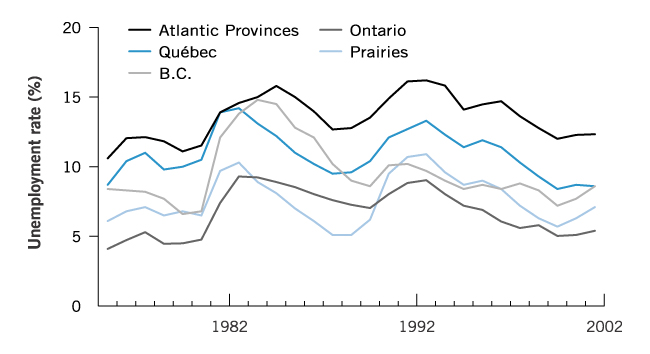 20
Atlantic Provinces
Ontario
Québec
Prairies
B.C.
15
10
5
0
Unemployment rate (%)
1982
1992
2002